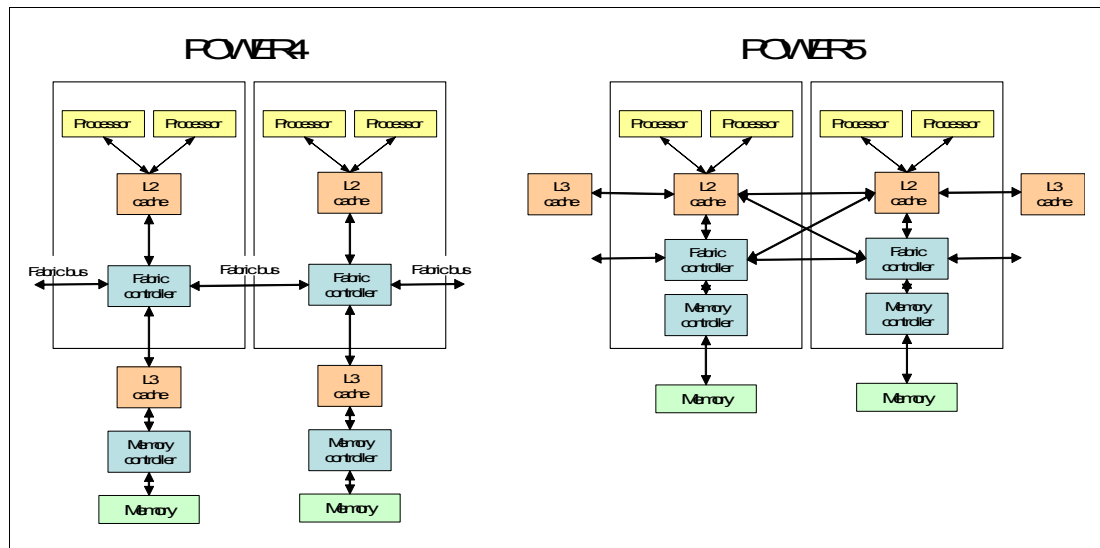 POWER4
Processor
Processor
Processor
Processor
L2
cache
L2
cache
Fabric bus
Fabric
controller
Fabric bus
Fabric
controller
Fabric bus
L3
cache
L3
cache
Memory
controller
Memory
controller
Memory
Memory
POWER5
Processor
Processor
Processor
Processor
L3
cache
L2
cache
L2
cache
L3
cache
Fabric
controller
Fabric
controller
Memory
controller
Memory
controller
Memory
Memory